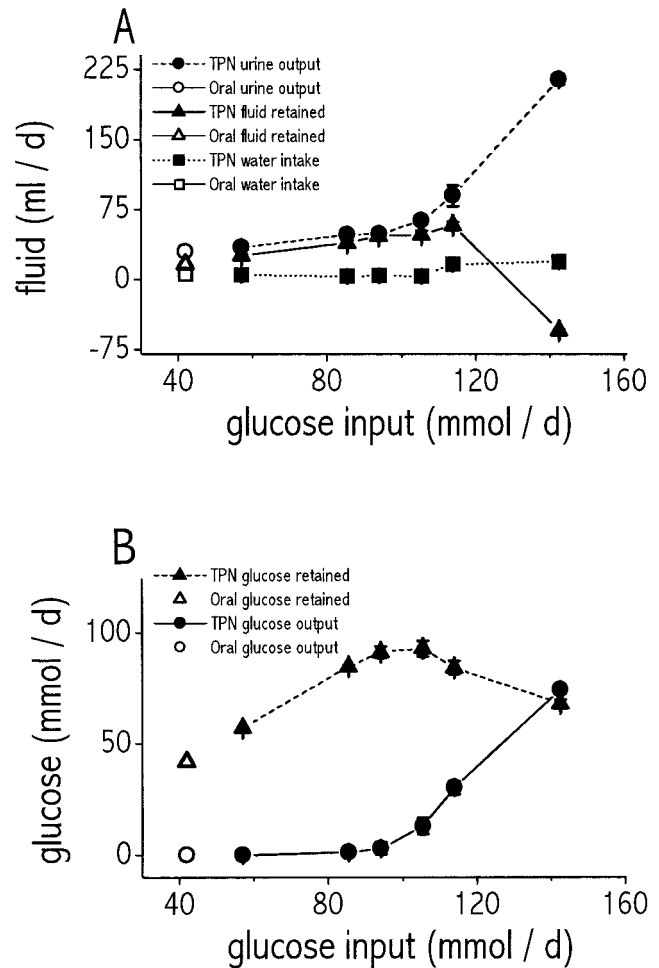 A
TPN urine output
Oral urine output
TPN fluid retained
Oral fluid retained
TPN water intake
Oral water intake
225
150
75
0
-75
fluid (ml / d)
40
80
120
160
glucose input (mmol / d)
B
TPN glucose retained
Oral glucose retained
TPN glucose output
Oral glucose output
100
50
0
glucose (mmol / d)
40
80
120
160
glucose input (mmol / d)